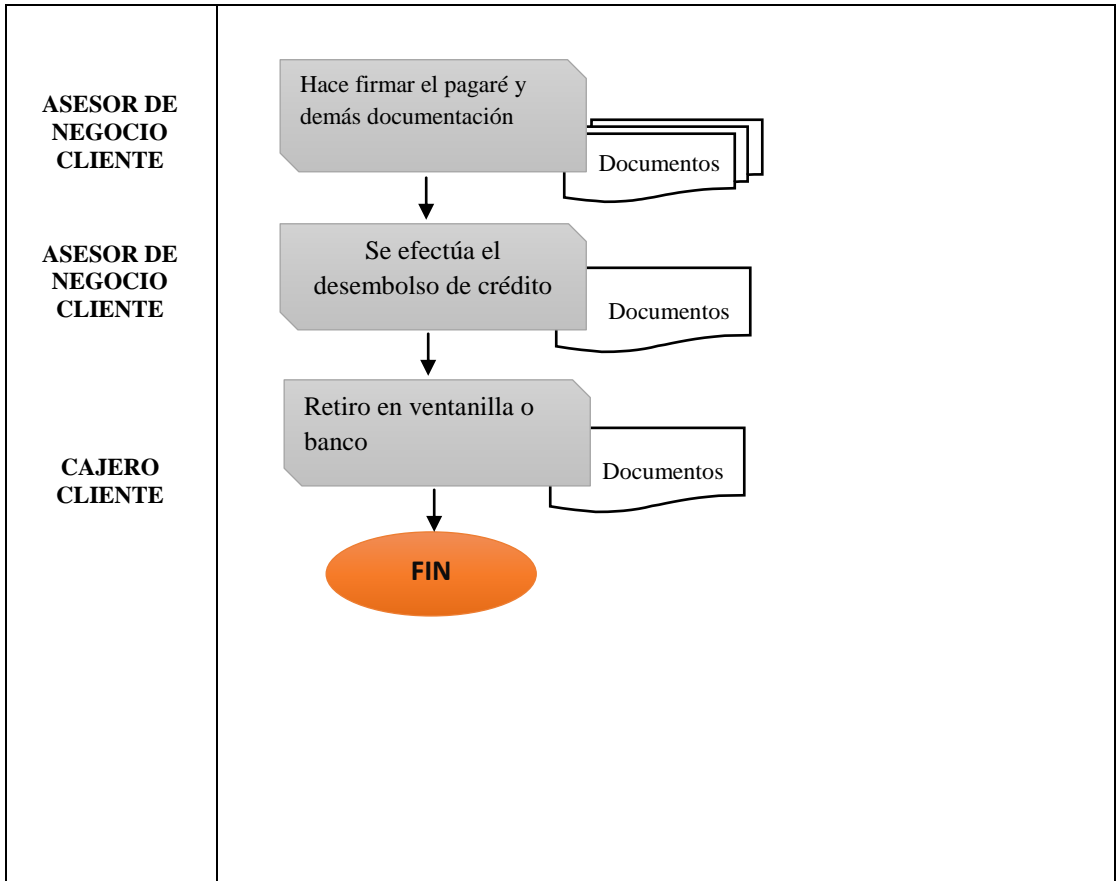 ASESOR DE
NEGOCIO
CLIENTE
Hace firmar el pagaré y
demás documentación
Documentos
ASESOR DE
NEGOCIO
CLIENTE
Se efectúa el
desembolso de crédito
Documentos
CAJERO
CLIENTE
Retiro en ventanilla o
banco
Documentos
FIN